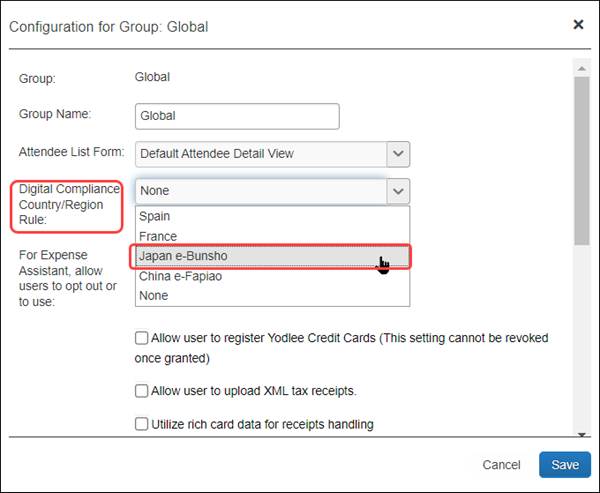 Configuration for Group: Global
Group:
Global
Group Name:
Global
Attendee List Form:
Default Attendee Detail View
Digital Compliance
Country/Region
Rule:
None
Spain
France
Japan e-Bunsho
China e-Fapiao
None
For Expense
Assistant, allow
users to opt out or
to use:
Allow user to register Yodlee Credit Cards (This setting cannot be revoked
once granted)
Allow user to upload XML tax receipts.
Utilize rich card data for receipts handling
Cancel
Save